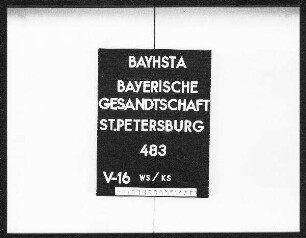 BAYHSTA
BAYERISCHE
GESANDTSCHAFT
ST.PETERSBURG
483
V-16 WS/KS